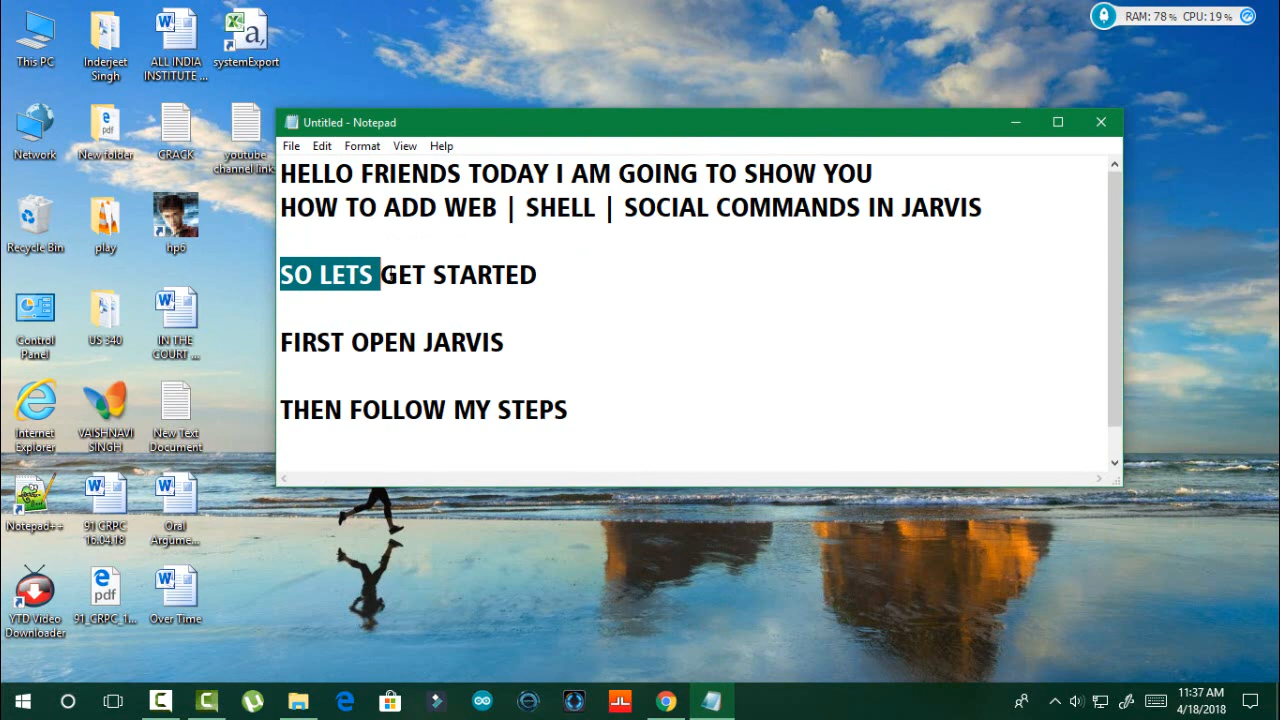 This PC
Inderjeet
Singh
ALL INDIA
INSTITUTE ...
systemExport
Network
New folder
CRACK
youtube
channel link
Recycle Bin
play
hp6
Control
Panel
US 340
IN THE
COURT ...
Internet
Explorer
VAISHNAVI
SINGH
New Text
Document
Notepad++
91 CRPC
16.04.18
Oral
Argume...
YTD Video
Downloader
91_CRPC_1...
Over Time
RAM: 78% CPU: 19%
Untitled - Notepad
File Edit Format View Help
HELLO FRIENDS TODAY I AM GOING TO SHOW YOU
HOW TO ADD WEB | SHELL | SOCIAL COMMANDS IN JARVIS
SO LETS GET STARTED
FIRST OPEN JARVIS
THEN FOLLOW MY STEPS
11:37 AM
4/18/2018